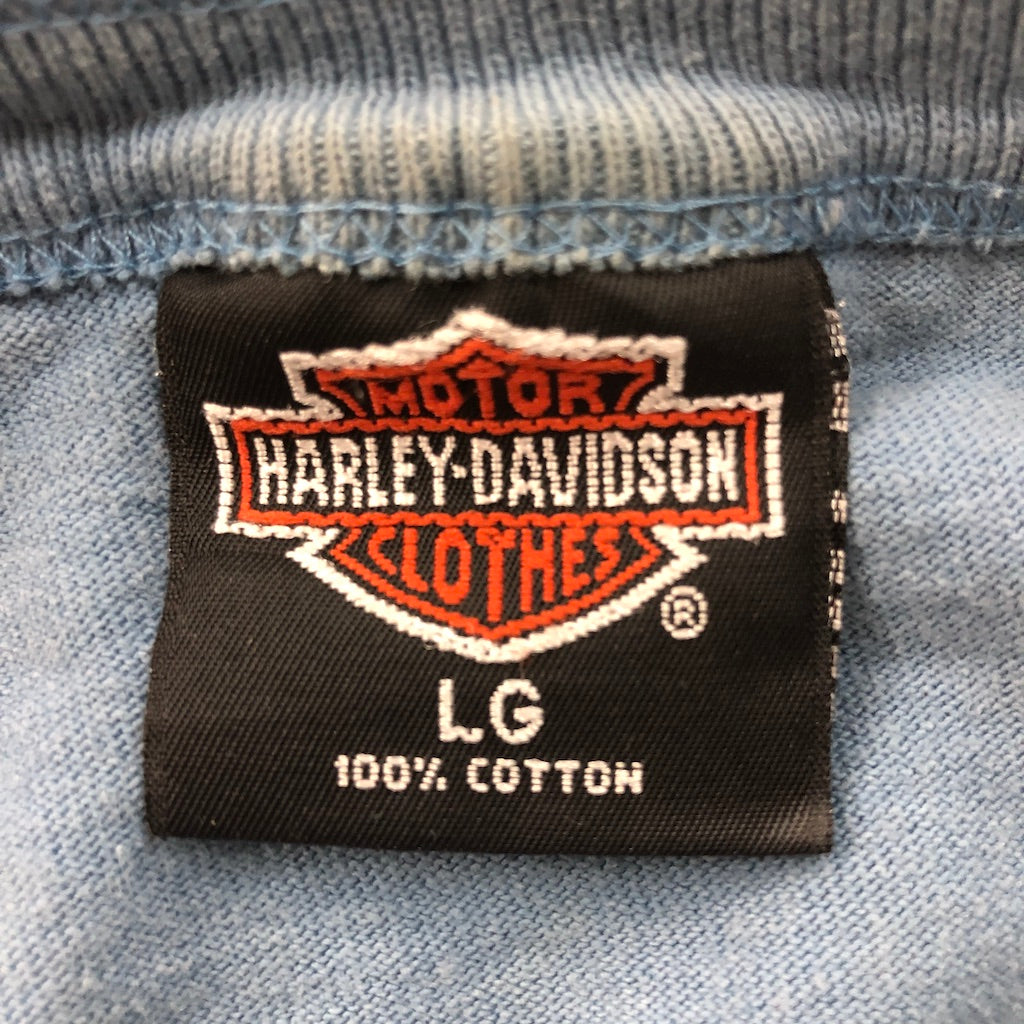 MOTOR
HARLEY-DAVIDSON
CLOTHES
®
LG
100% COTTON